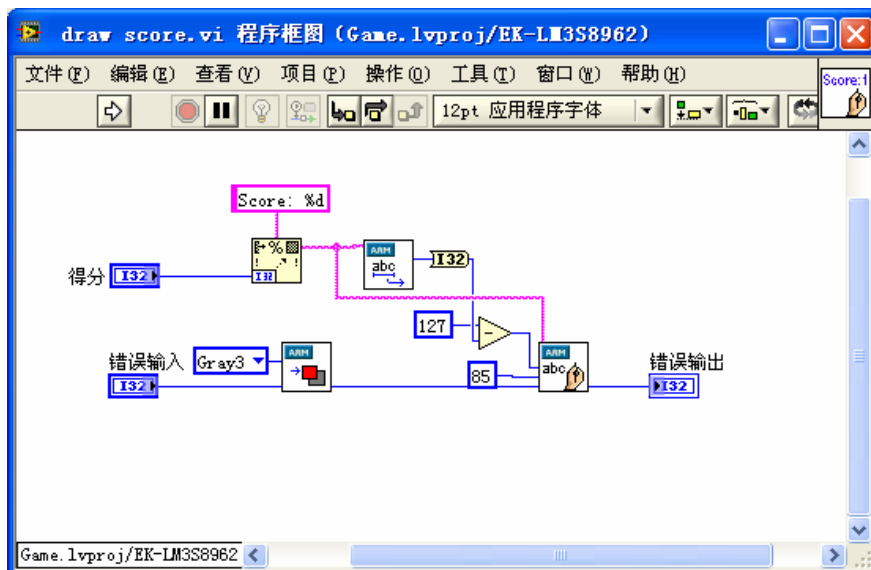 draw score.vi 程序框图 (Game.lvproj/EK-LM3S8962)
文件(F) 编辑(E) 查看(V) 项目(P) 操作(O) 工具(T) 窗口(W) 帮助(H)
Score:1
12pt 应用程序字体
Score: %d
得分 I32
I32
ARM
abc
I32
127
错误输入 Gray3
I32
ARM
85
ARM
abc
错误输出
I32
Game.lvproj/EK-LM3S8962